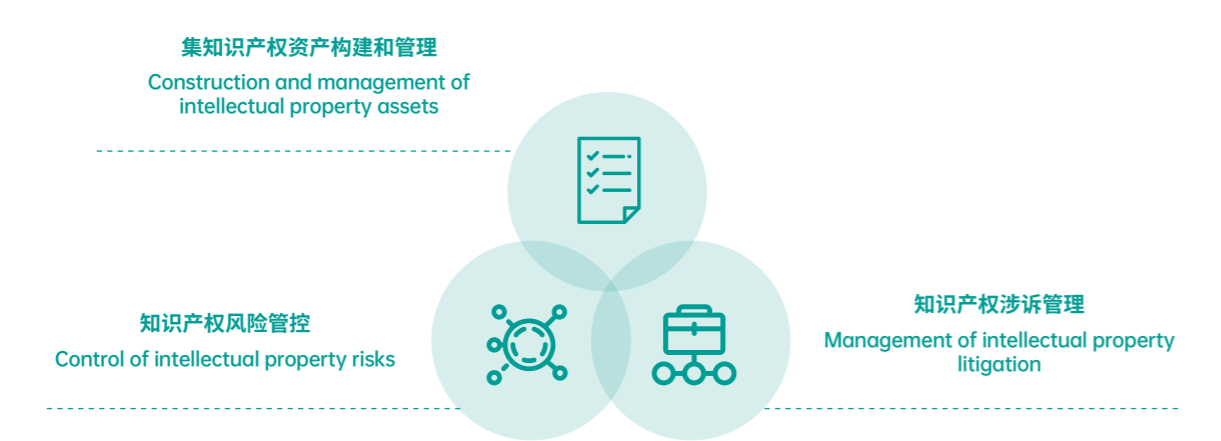 集知识产权资产构建和管理
Construction and management of
intellectual property assets
知识产权风险管控
Control of intellectual property risks
知识产权涉诉管理
Management of intellectual property
litigation